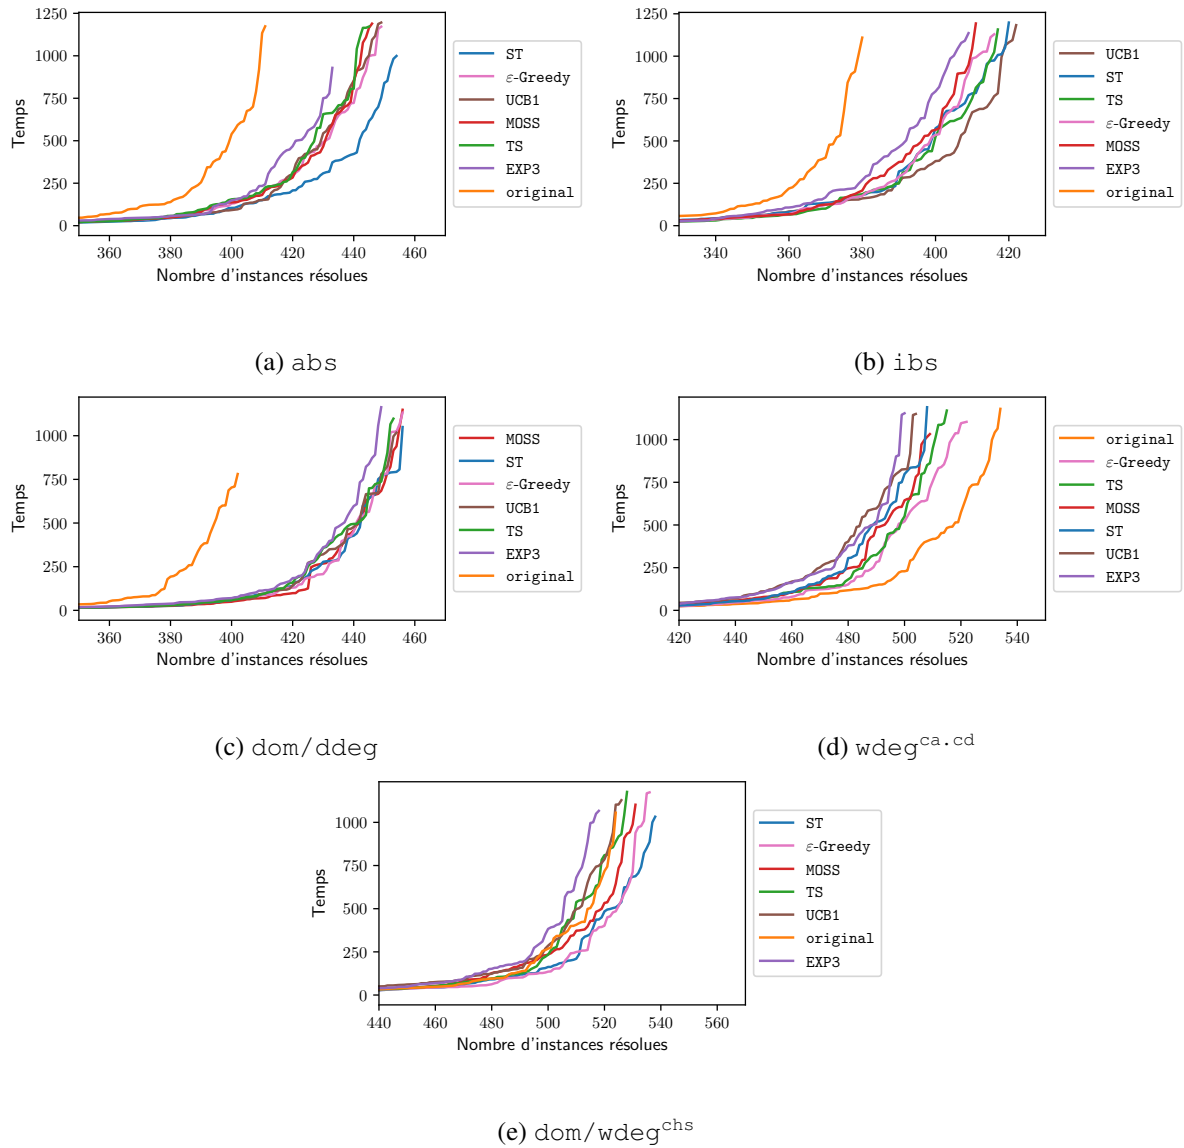 1250
1000
750
500
250
0
Temps
360 380 400 420 440 460
Nombre d'instances résolues
ST
ε-Greedy
UCB1
MOSS
TS
EXP3
original
(a) abs
1250
1000
750
500
250
0
Temps
340 360 380 400 420
Nombre d'instances résolues
UCB1
ST
TS
ε-Greedy
MOSS
EXP3
original
(b) ibs
1000
750
500
250
0
Temps
360 380 400 420 440 460
Nombre d'instances résolues
MOSS
ST
ε-Greedy
UCB1
TS
EXP3
original
(c) dom/ddeg
1000
750
500
250
0
Temps
420 440 460 480 500 520 540
Nombre d'instances résolues
original
ε-Greedy
TS
MOSS
ST
UCB1
EXP3
(d) wdeg^ca.cd
1000
750
500
250
0
Temps
440 460 480 500 520 540 560
Nombre d'instances résolues
ST
ε-Greedy
MOSS
TS
UCB1
original
EXP3
(e) dom/wdeg^chs